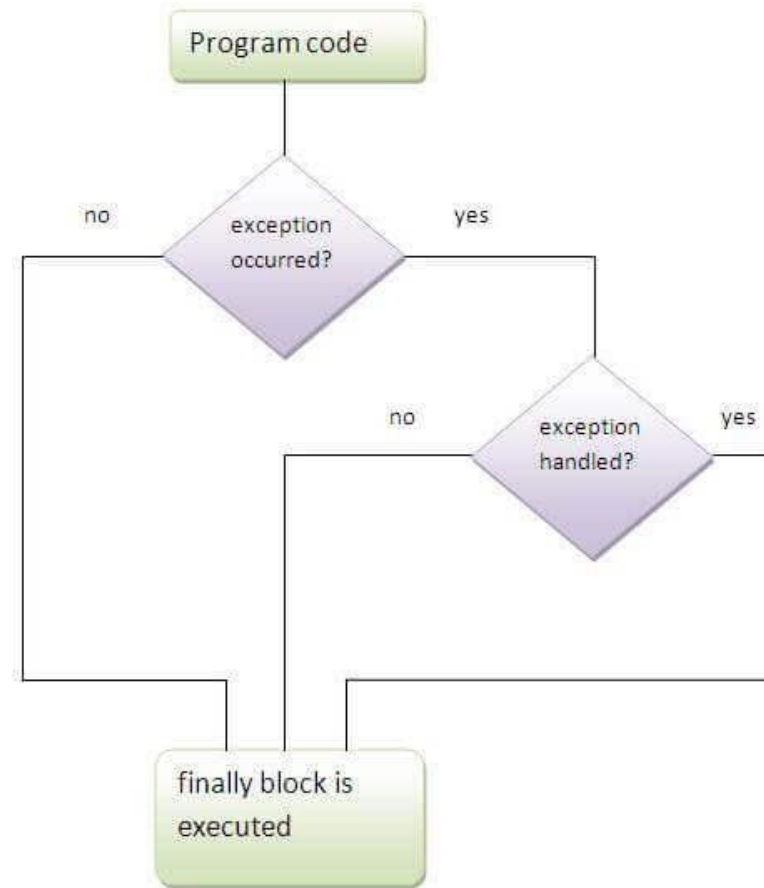 Program code
no
exception
occurred?
yes
no
exception
handled?
yes
finally block is
executed